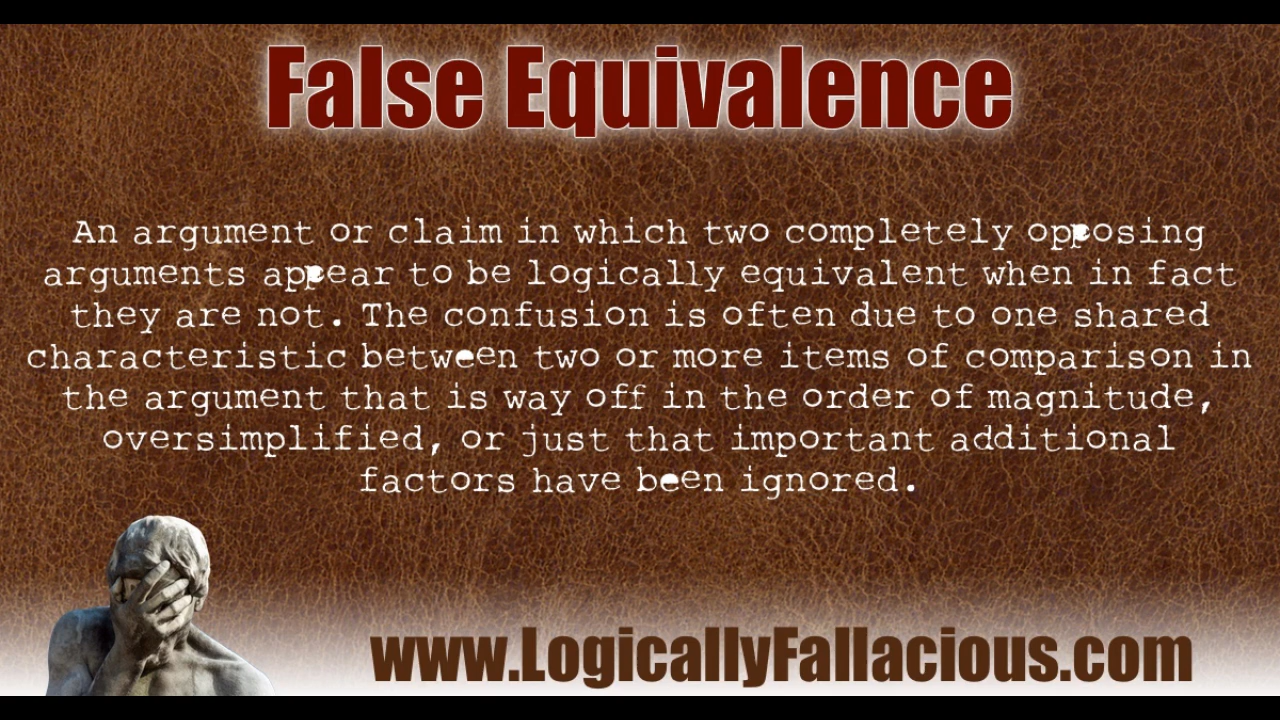 False Equivalence
An argument or claim in which two completely opposing
arguments appear to be logically equivalent when in fact
they are not. The confusion is often due to one shared
characteristic between two or more items of comparison in
the argument that is way off in the order of magnitude,
oversimplified, or just that important additional
factors have been ignored.
www.LogicallyFallacious.com